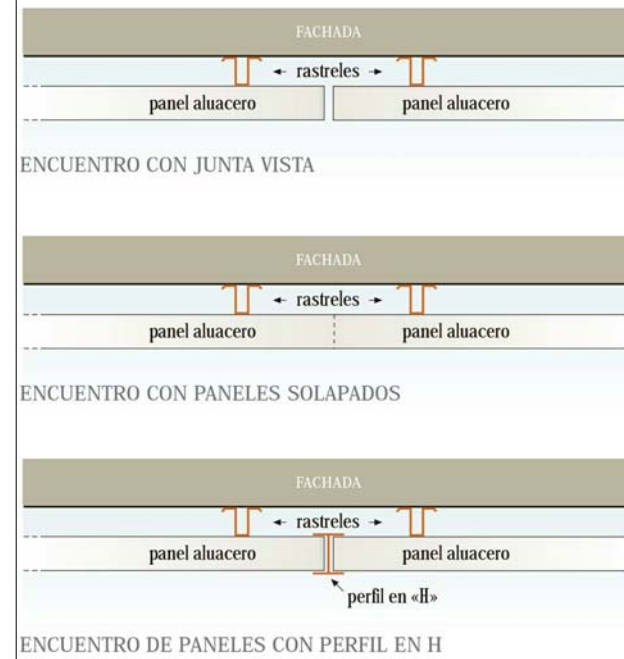 FACHADA
← rastreles →
panel aluacero panel aluacero
ENCUENTRO CON JUNTA VISTA
FACHADA
← rastreles →
panel aluacero panel aluacero
ENCUENTRO CON PANELES SOLAPADOS
FACHADA
← rastreles →
panel aluacero panel aluacero
perfil en «H»
ENCUENTRO DE PANELES CON PERFIL EN H